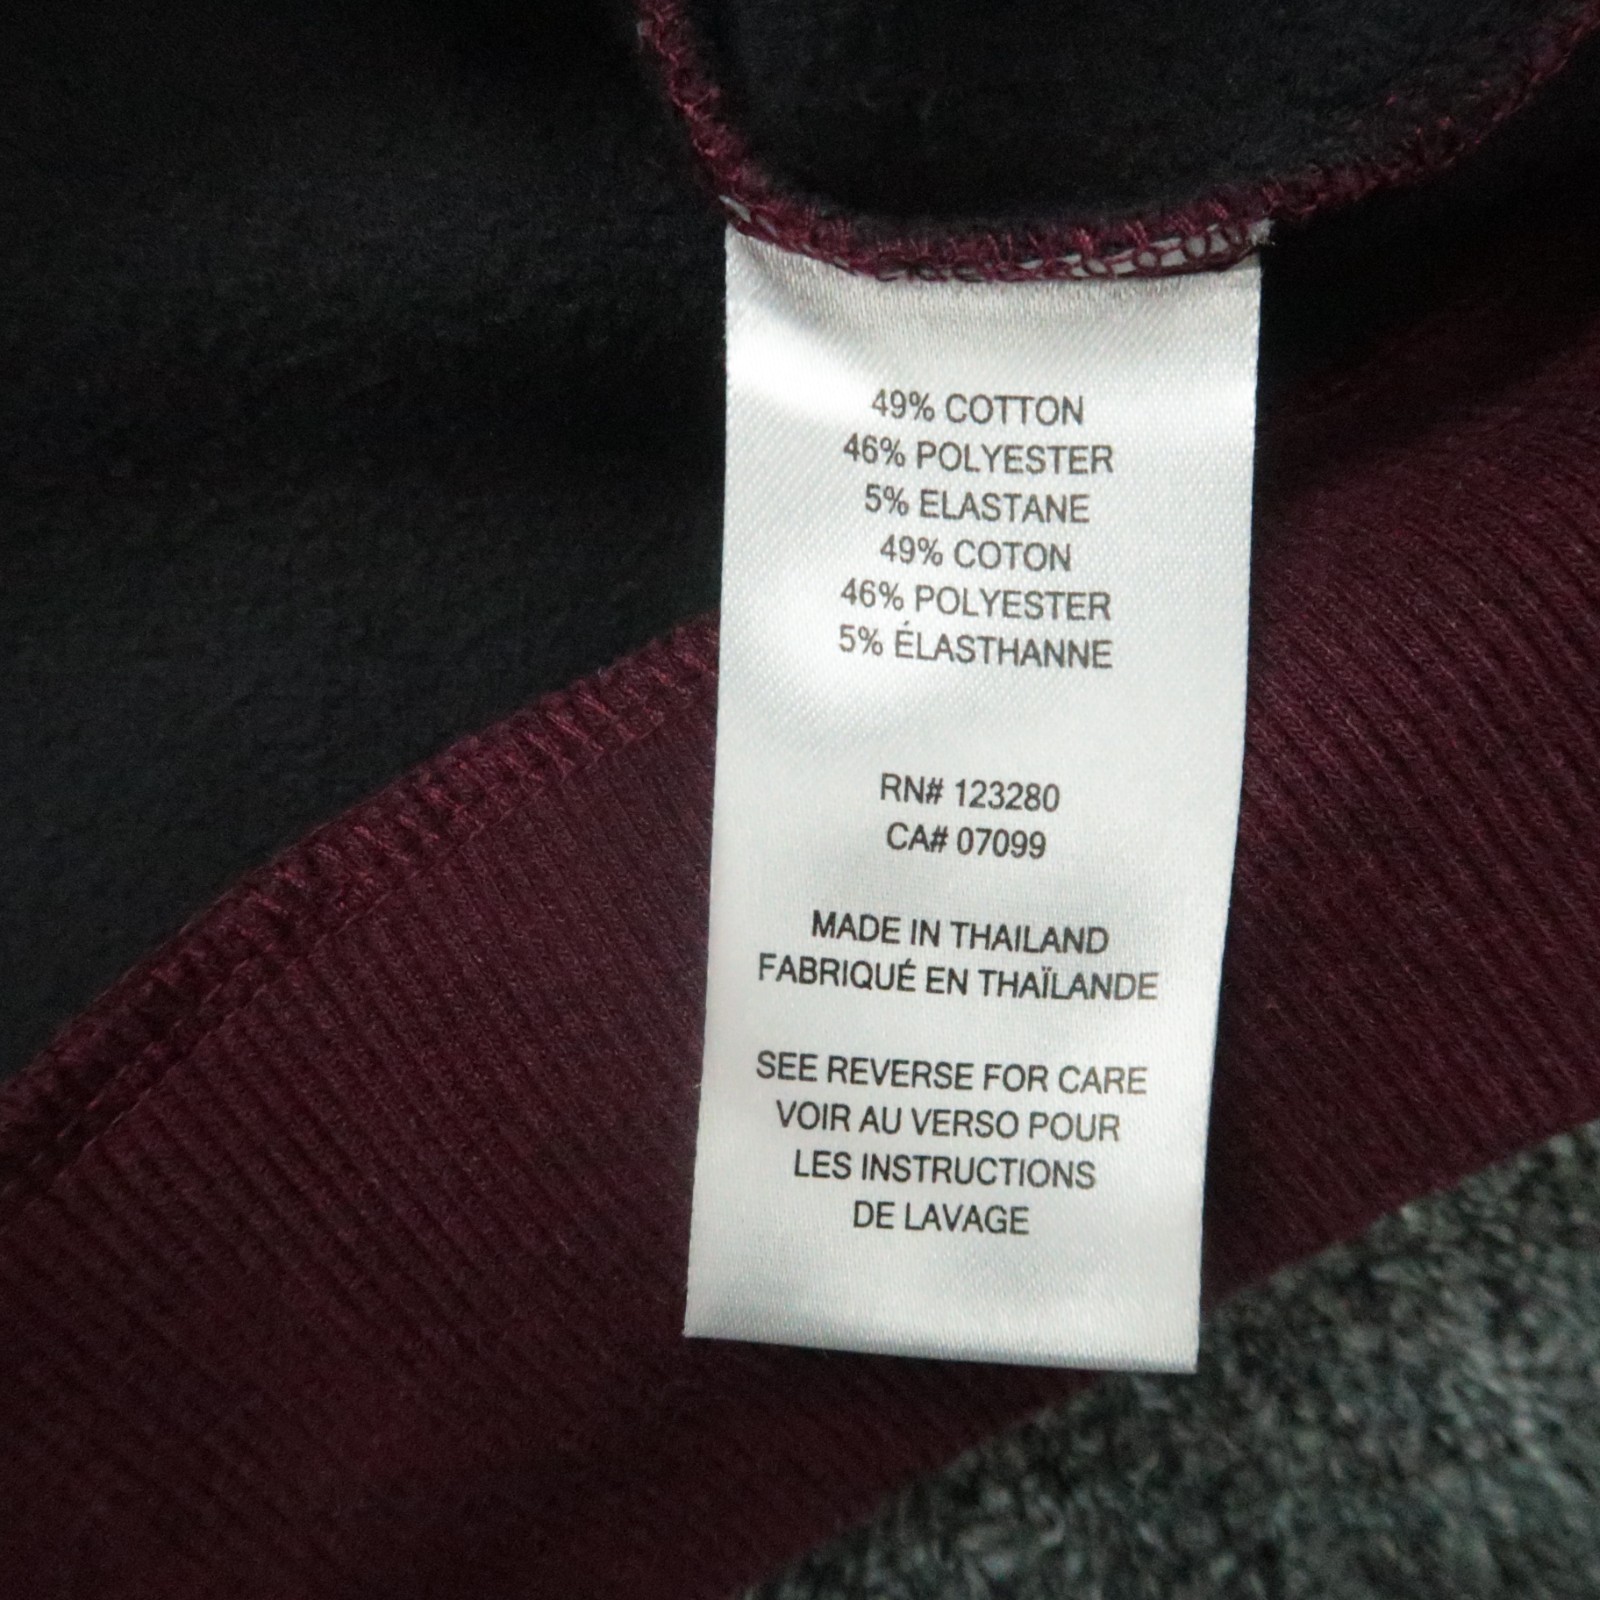 49% COTTON
46% POLYESTER
5% ELASTANE
49% COTON
46% POLYESTER
5% ÉLASTHANNE
RN# 123280
CA# 07099
MADE IN THAILAND
FABRIQUÉ EN THAÏLANDE
SEE REVERSE FOR CARE
VOIR AU VERSO POUR
LES INSTRUCTIONS
DE LAVAGE